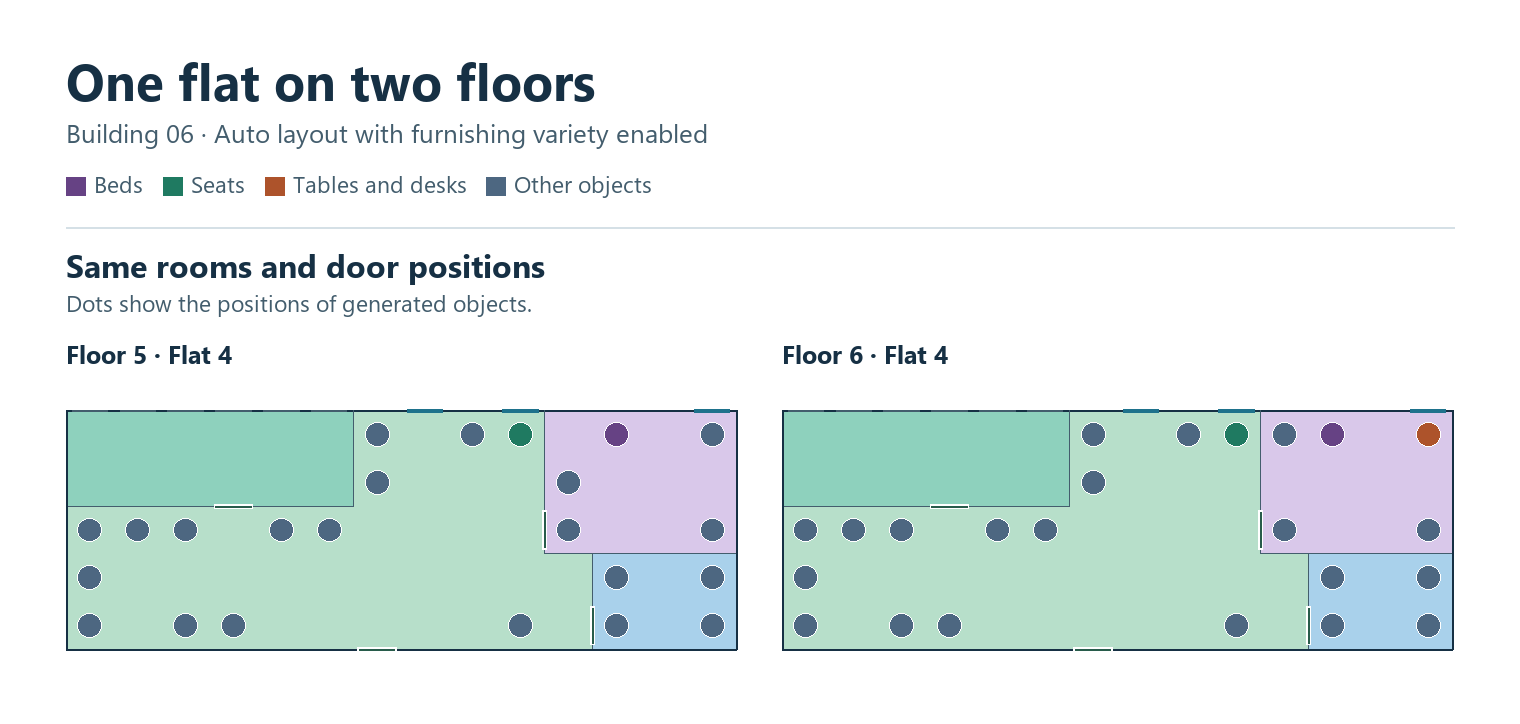 One flat on two floors
Building 06 · Auto layout with furnishing variety enabled
Beds Seats Tables and desks Other objects
Same rooms and door positions
Dots show the positions of generated objects.
Floor 5 · Flat 4 Floor 6 · Flat 4